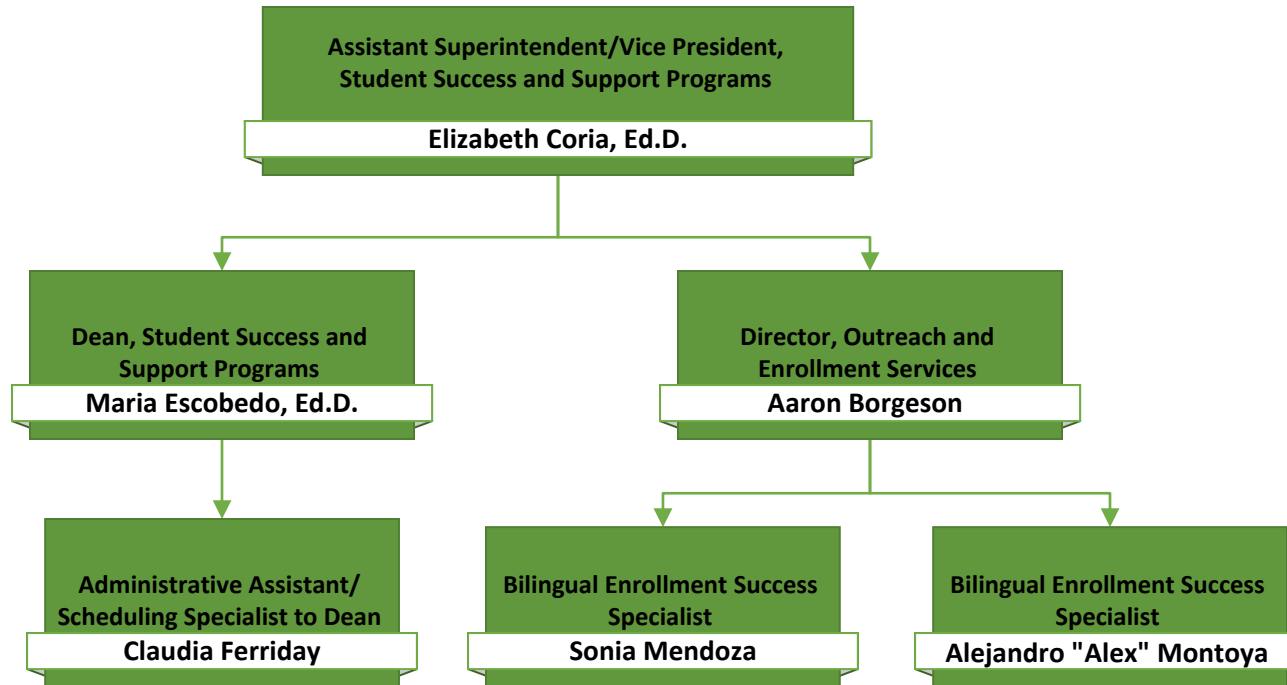 Assistant Superintendent/Vice President,
Student Success and Support Programs
Elizabeth Coria, Ed.D.
Dean, Student Success and
Support Programs
Maria Escobedo, Ed.D.
Director, Outreach and
Enrollment Services
Aaron Borgeson
Administrative Assistant/
Scheduling Specialist to Dean
Claudia Ferriday
Bilingual Enrollment Success
Specialist
Sonia Mendoza
Bilingual Enrollment Success
Specialist
Alejandro "Alex" Montoya